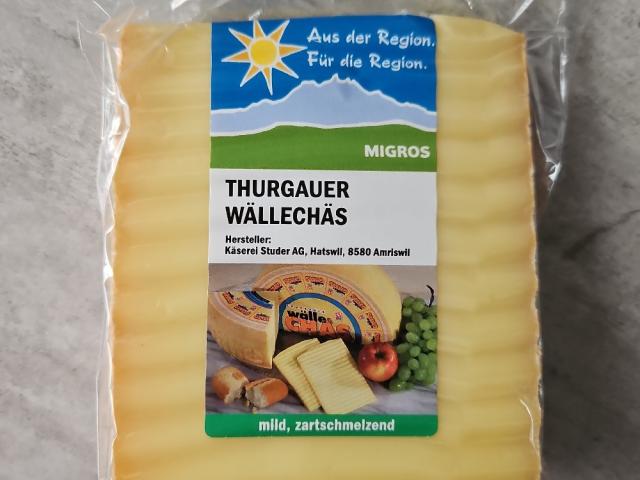 Aus der Region.
Für die Region.
MIGROS
THURGAUER
WÄLLECHÄS
Hersteller:
Käserei Studer AG, Hatswil, 8580 Amriswil
wälle
CHÄS
mild, zartschmelzend